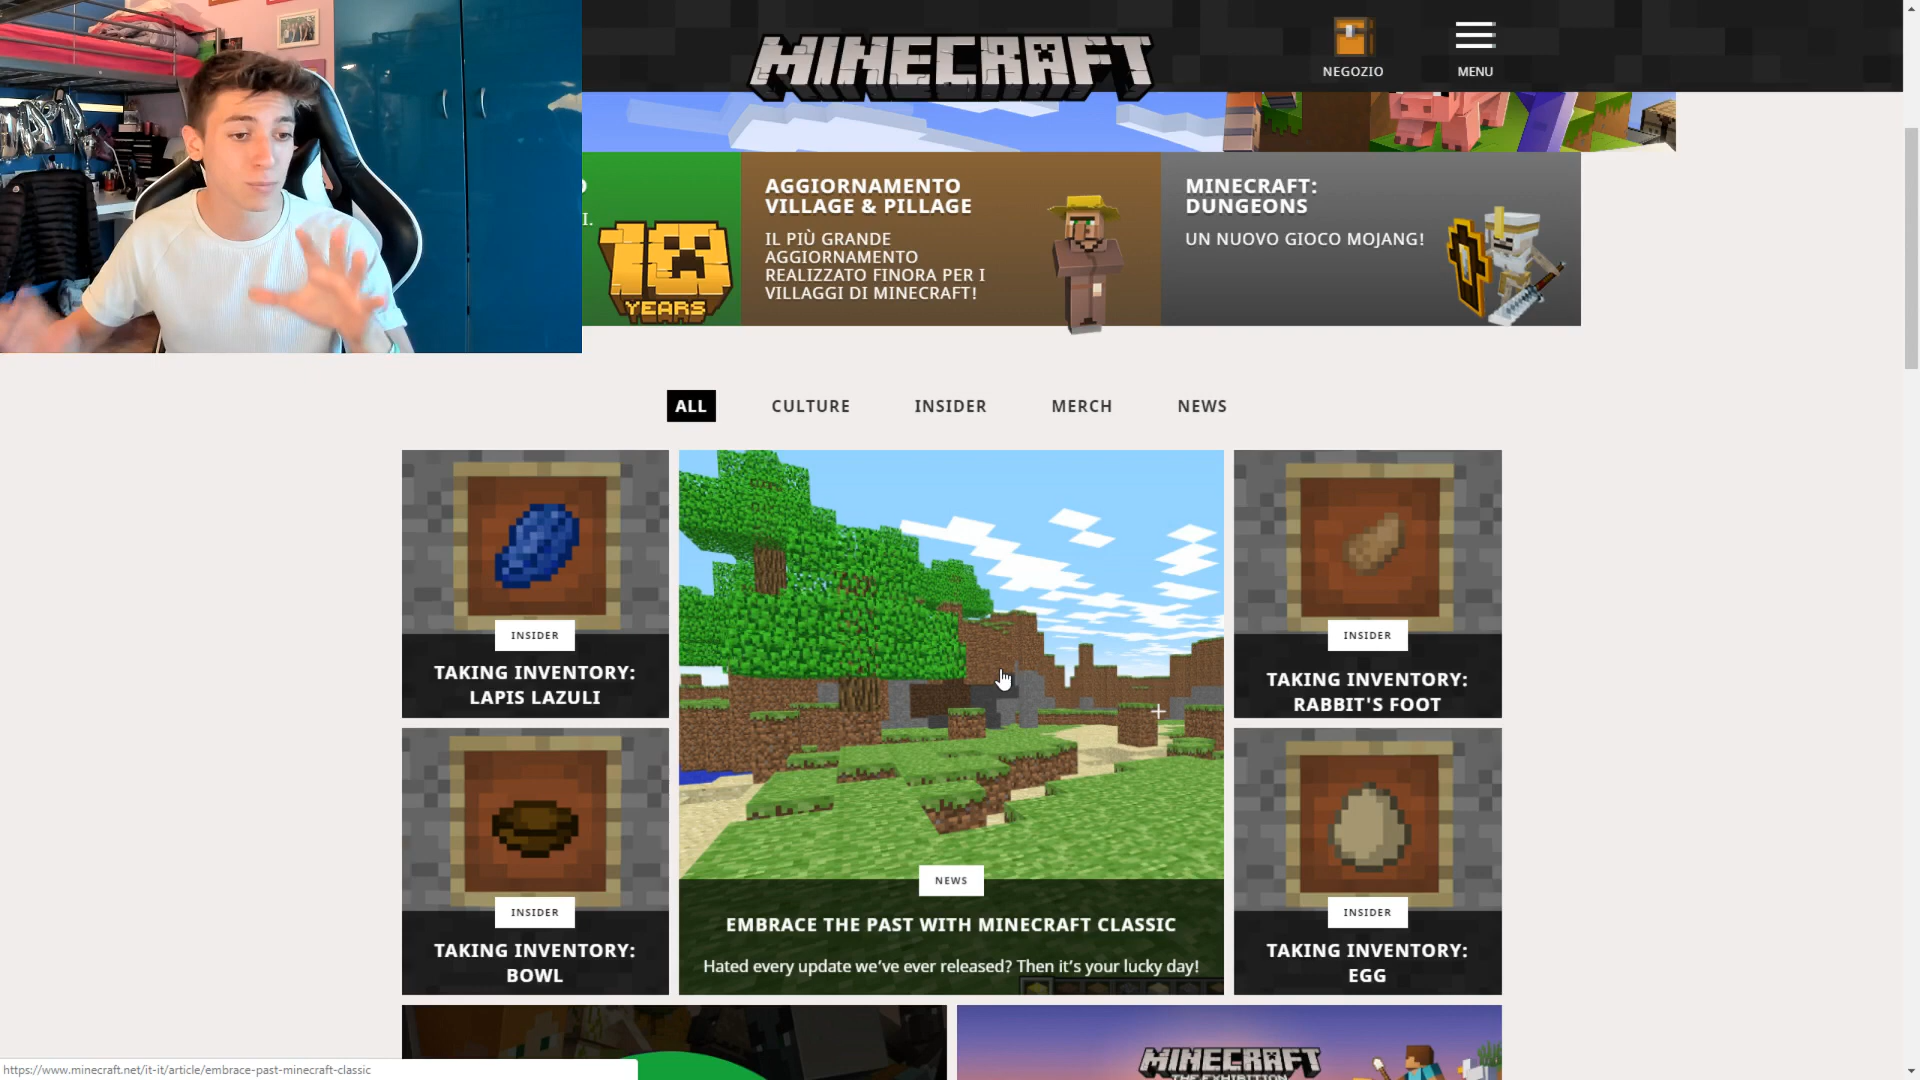 MINECRAFT
NEGOZIO
MENU
I.
10
YEARS
AGGIORNAMENTO
VILLAGE & PILLAGE
IL PIÙ GRANDE
AGGIORNAMENTO
REALIZZATO FINORA PER I
VILLAGGI DI MINECRAFT!
MINECRAFT:
DUNGEONS
UN NUOVO GIOCO MOJANG!
ALL
CULTURE
INSIDER
MERCH
NEWS
INSIDER
TAKING INVENTORY:
LAPIS LAZULI
INSIDER
TAKING INVENTORY:
BOWL
NEWS
EMBRACE THE PAST WITH MINECRAFT CLASSIC
Hated every update we've ever released? Then it's your lucky day!
INSIDER
TAKING INVENTORY:
RABBIT'S FOOT
INSIDER
TAKING INVENTORY:
EGG
MINECRAFT
THE EXHIBITION
https://www.minecraft.net/it-it/article/embrace-past-minecraft-classic